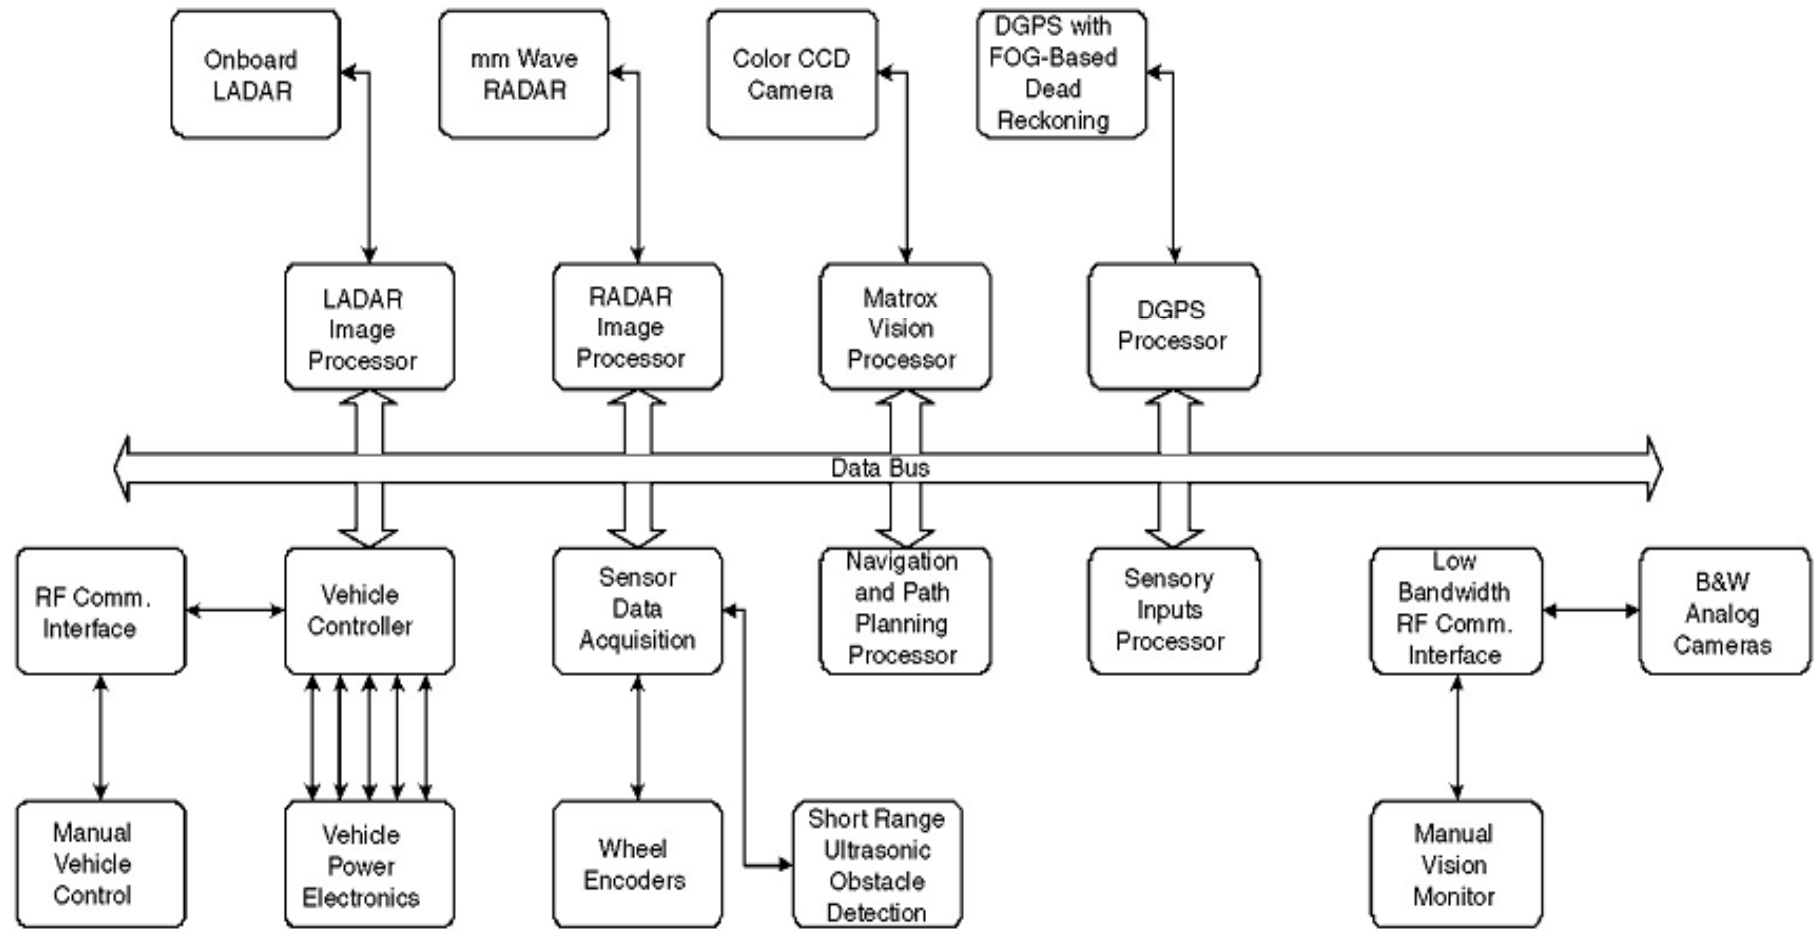 Onboard
LADAR
mm Wave
RADAR
Color CCD
Camera
DGPS with
FOG-Based
Dead
Reckoning
LADAR
Image
Processor
RADAR
Image
Processor
Matrox
Vision
Processor
DGPS
Processor
Data Bus
RF Comm.
Interface
Vehicle
Controller
Sensor
Data
Acquisition
Navigation
and Path
Planning
Processor
Sensory
Inputs
Processor
Low
Bandwidth
RF Comm.
Interface
B&W
Analog
Cameras
Manual
Vehicle
Control
Vehicle
Power
Electronics
Wheel
Encoders
Short Range
Ultrasonic
Obstacle
Detection
Manual
Vision
Monitor